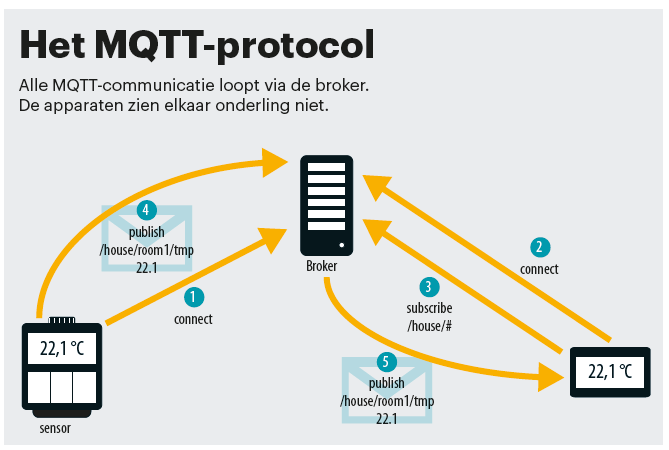 Het MQTT-protocol
Alle MQTT-communicatie loopt via de broker.
De apparaten zien elkaar onderling niet.
4
publish
/house/room1/tmp
22.1
1
connect
Broker
2
connect
3
subscribe
/house/#
5
publish
/house/room1/tmp
22.1
22,1 °C
sensor
22,1 °C